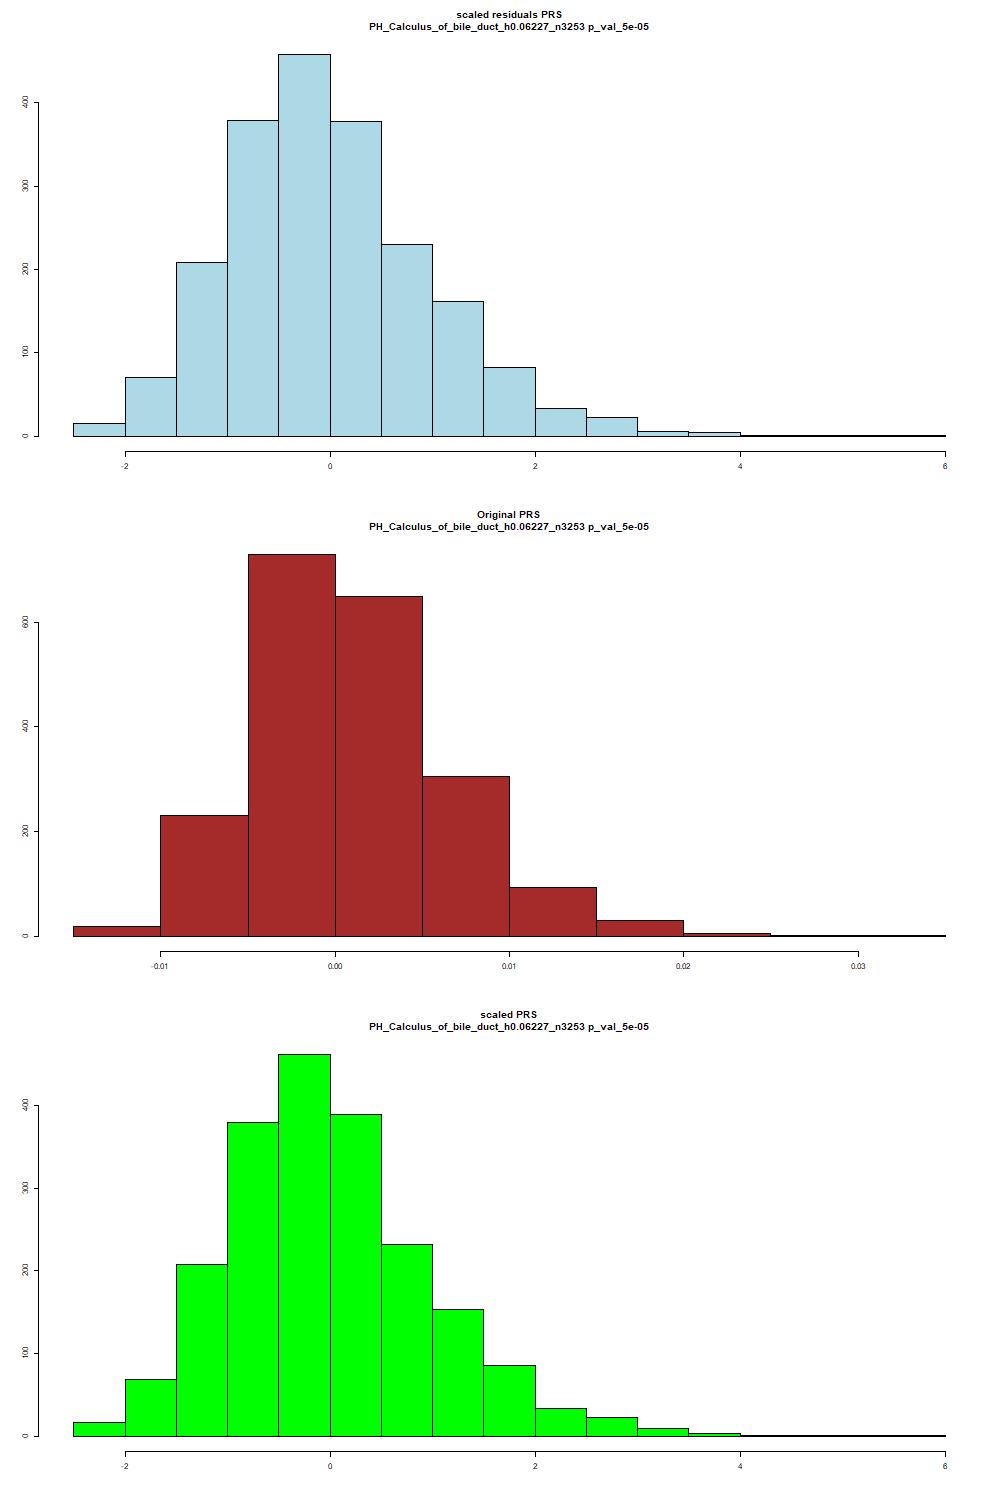 scaled residuals PRS
PH_Calculus_of_bile_duct_h0.06227_n3253 p_val_5e-05
400
300
200
100
0
-2 0 2 4 6
Original PRS
PH_Calculus_of_bile_duct_h0.06227_n3253 p_val_5e-05
600
400
200
0
-0.01 0.00 0.01 0.02 0.03
scaled PRS
PH_Calculus_of_bile_duct_h0.06227_n3253 p_val_5e-05
400
300
200
100
0
-2 0 2 4 6